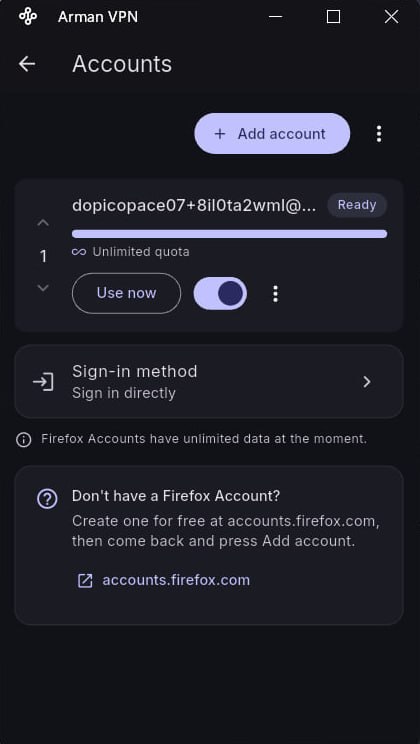 Arman VPN
Accounts
+ Add account
dopicopace07+8il0ta2wml@...
Ready
1
Unlimited quota
Use now
Sign-in method
Sign in directly
Firefox Accounts have unlimited data at the moment.
Don't have a Firefox Account?
Create one for free at accounts.firefox.com,
then come back and press Add account.
accounts.firefox.com